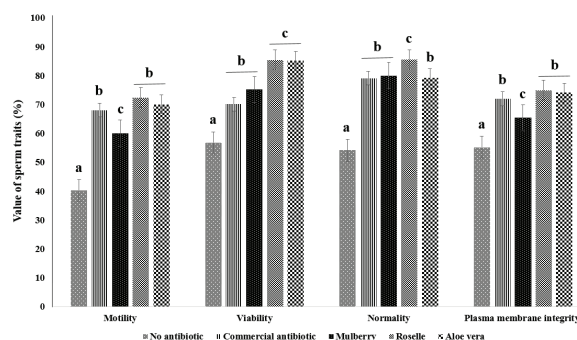 Value of sperm traits (%)
100
90
80
70
60
50
40
30
20
10
0
a
b
c
b
a
b
c
a
b
c
b
a
b
c
b
Motility
Viability
Normality
Plasma membrane integrity
No antibiotic
Commercial antibiotic
Mulberry
Roselle
Aloe vera